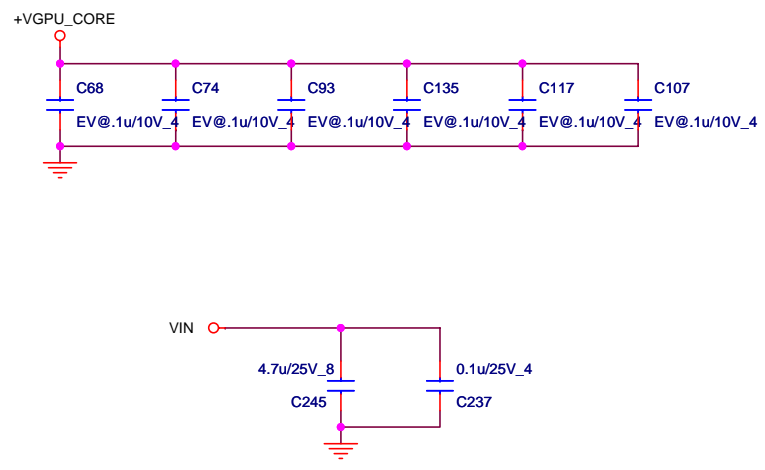 +VGPU_CORE
C68 C74 C93 C135 C117 C107
EV@.1u/10V_4 EV@.1u/10V_4 EV@.1u/10V_4 EV@.1u/10V_4 EV@.1u/10V_4 EV@.1u/10V_4
VIN
4.7u/25V_8 0.1u/25V_4
C245 C237